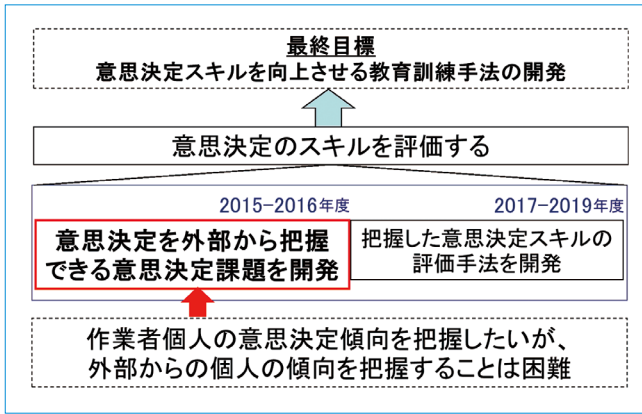 最終目標
意思決定スキルを向上させる教育訓練手法の開発
意思決定のスキルを評価する
2015-2016年度
2017-2019年度
意思決定を外部から把握
できる意思決定課題を開発
把握した意思決定スキルの
評価手法を開発
作業者個人の意思決定傾向を把握したいが、
外部からの個人の傾向を把握することは困難